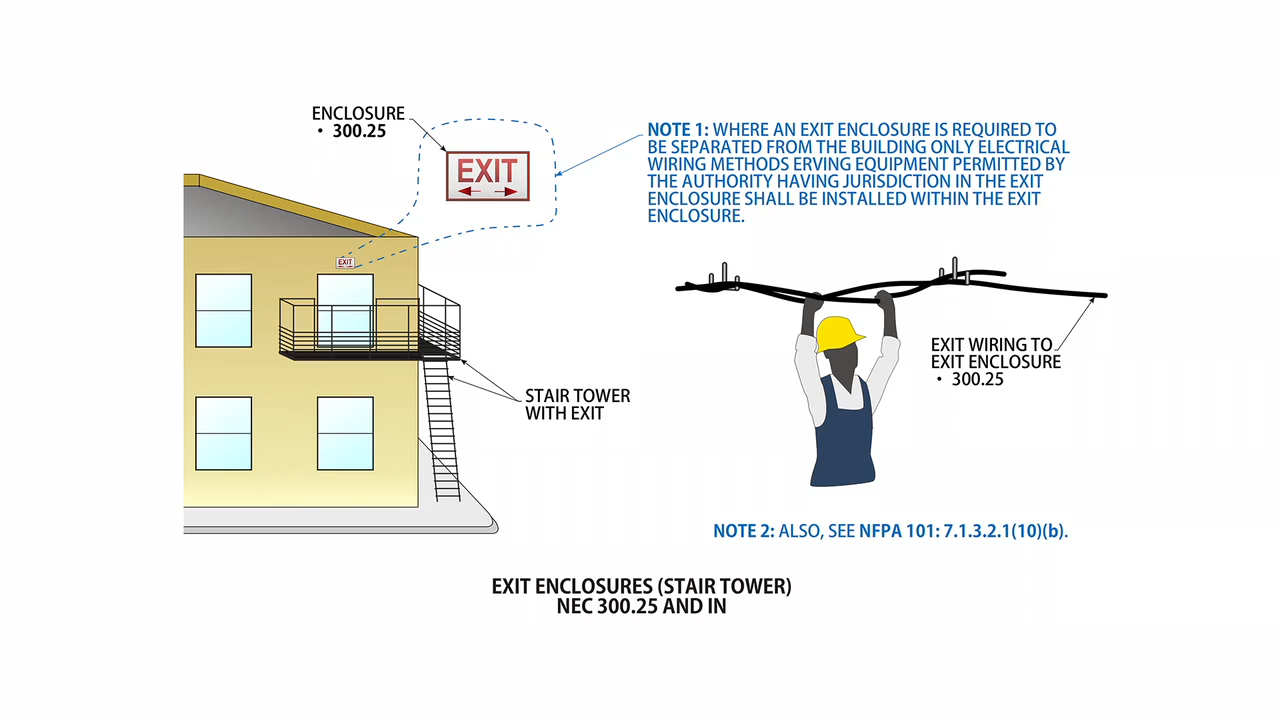 ENCLOSURE
• 300.25
EXIT
NOTE 1: WHERE AN EXIT ENCLOSURE IS REQUIRED TO
BE SEPARATED FROM THE BUILDING ONLY ELECTRICAL
WIRING METHODS ERVING EQUIPMENT PERMITTED BY
THE AUTHORITY HAVING JURISDICTION IN THE EXIT
ENCLOSURE SHALL BE INSTALLED WITHIN THE EXIT
ENCLOSURE.
EXIT
EXIT WIRING TO
EXIT ENCLOSURE
• 300.25
STAIR TOWER
WITH EXIT
NOTE 2: ALSO, SEE NFPA 101: 7.1.3.2.1(10)(b).
EXIT ENCLOSURES (STAIR TOWER)
NEC 300.25 AND IN